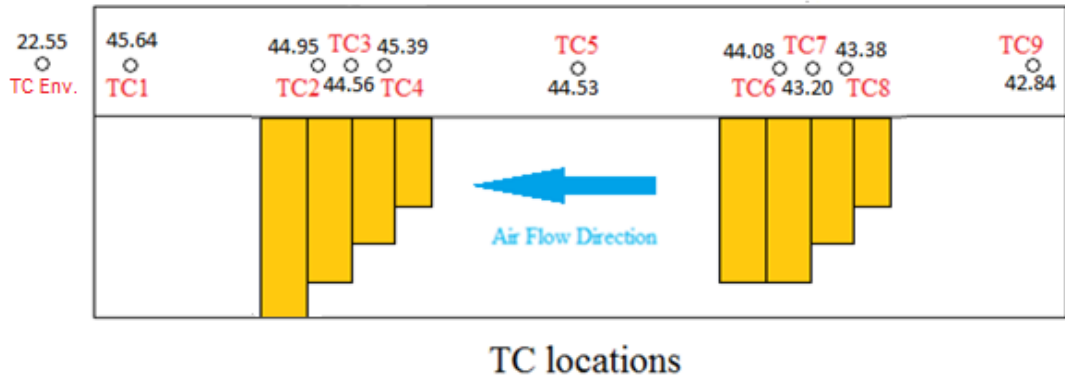 22.55
TC Env.
45.64
TC1
44.95 TC3 45.39
TC2 44.56 TC4
TC5
44.53
44.08 TC7 43.38
TC6 43.20 TC8
TC9
42.84
Air Flow Direction
TC locations